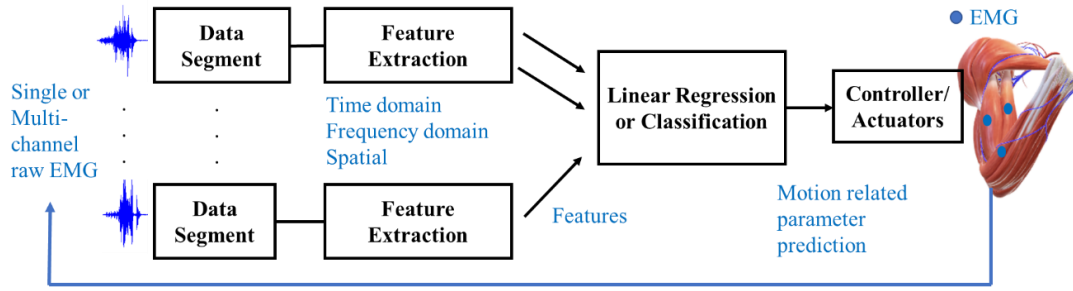 EMG
Data
Segment
Feature
Extraction
Single or
Multi-
channel
raw EMG
Time domain
Frequency domain
Spatial
Linear Regression
or Classification
Controller/
Actuators
Data
Segment
Feature
Extraction
Features
Motion related
parameter
prediction